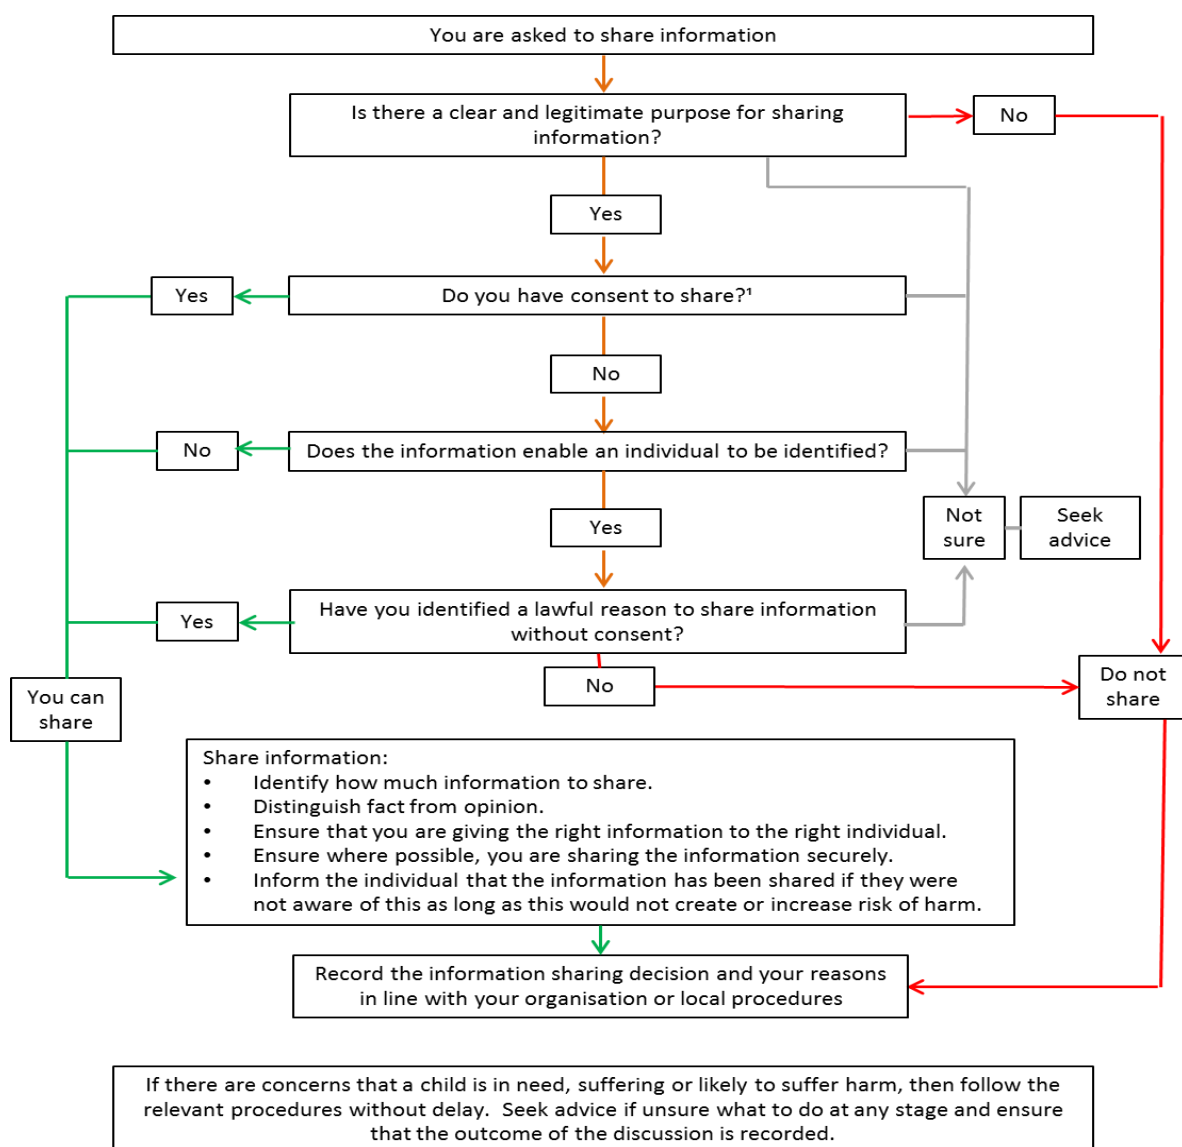 You are asked to share information
Is there a clear and legitimate purpose for sharing
information?
No
Yes
Yes
Do you have consent to share?¹
No
No
Does the information enable an individual to be identified?
Yes
Not
sure
Seek
advice
Yes
Have you identified a lawful reason to share information
without consent?
No
Do not
share
You can
share
Share information:
• Identify how much information to share.
• Distinguish fact from opinion.
• Ensure that you are giving the right information to the right individual.
• Ensure where possible, you are sharing the information securely.
• Inform the individual that the information has been shared if they were
not aware of this as long as this would not create or increase risk of harm.
Record the information sharing decision and your reasons
in line with your organisation or local procedures
If there are concerns that a child is in need, suffering or likely to suffer harm, then follow the
relevant procedures without delay.  Seek advice if unsure what to do at any stage and ensure
that the outcome of the discussion is recorded.